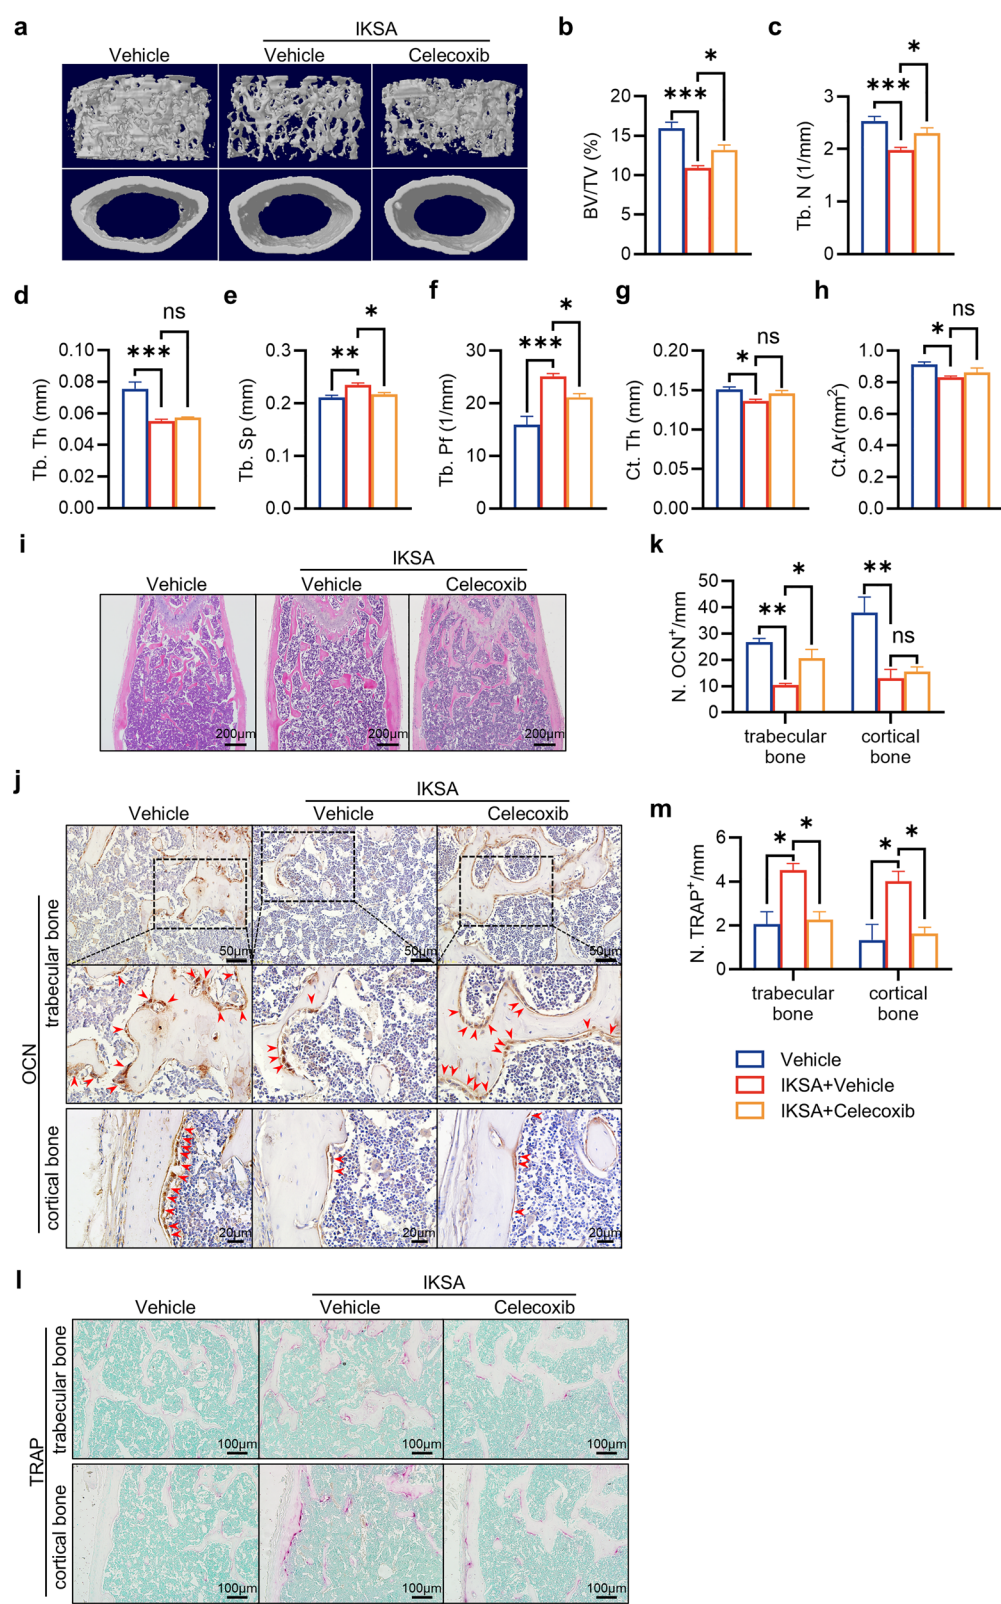 a
IKSA
Vehicle
Vehicle
Celecoxib
b
BV/TV (%)
20
15
10
5
0
***
*
c
Tb. N (1/mm)
3
2
1
0
***
*
d
Tb. Th (mm)
0.10
0.08
0.06
0.04
0.02
0.00
***
ns
e
Tb. Sp (mm)
0.3
0.2
0.1
0.0
**
*
f
Tb. Pf (1/mm)
30
20
10
0
***
*
g
Ct. Th (mm)
0.20
0.15
0.10
0.05
0.00
*
ns
h
Ct.Ar(mm2)
1.0
0.8
0.6
0.4
0.2
0.0
*
ns
i
IKSA
Vehicle
Vehicle
Celecoxib
200μm
200μm
200μm
k
N. OCN+/mm
50
40
30
20
10
0
**
*
**
ns
trabecular bone
cortical bone
j
IKSA
Vehicle
Vehicle
Celecoxib
OCN
trabecular bone
50μm
50μm
50μm
cortical bone
20μm
20μm
20μm
m
N. TRAP+/mm
6
4
2
0
*
*
*
*
trabecular bone
cortical bone
Vehicle
IKSA+Vehicle
IKSA+Celecoxib
l
IKSA
Vehicle
Vehicle
Celecoxib
TRAP
trabecular bone
100μm
100μm
100μm
cortical bone
100μm
100μm
100μm